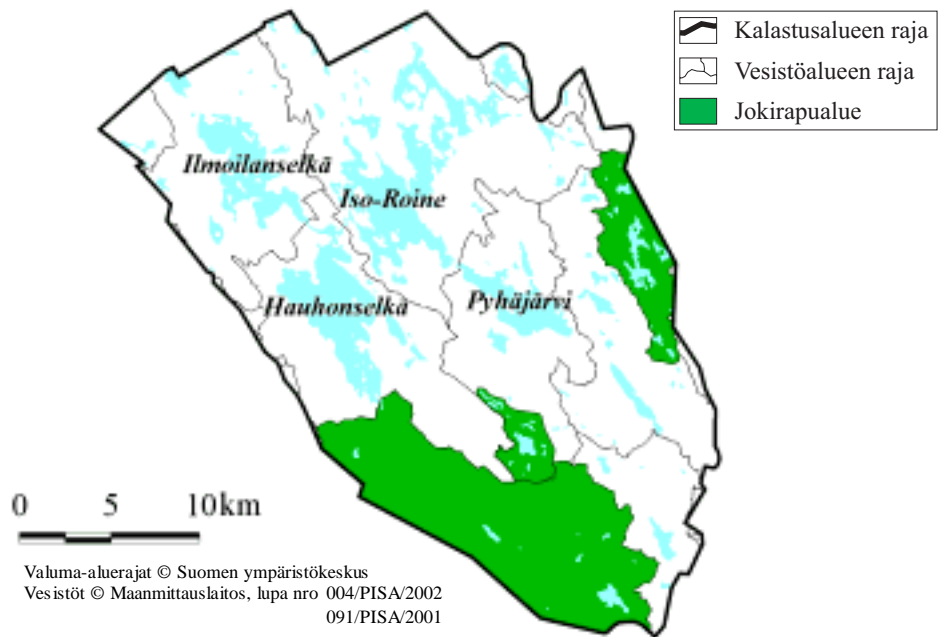 Kalastusalueen raja
Vesistöalueen raja
Jokirapualue
Ilmoilanselkä
Iso-Roine
Hauhonselkä
Pyhäjärvi
0 5 10km
Valuma-aluerajat © Suomen ympäristökeskus
Vesistöt © Maanmittauslaitos, lupa nro 004/PISA/2002
091/PISA/2001